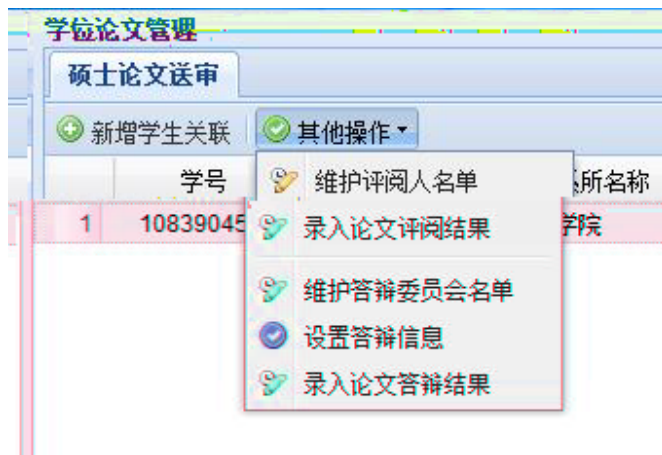 学位论文管理
硕士论文送审
新增学生关联 其他操作
学号 所名称
1 10839045 学院
维护评阅人名单
录入论文评阅结果
维护答辩委员会名单
设置答辩信息
录入论文答辩结果